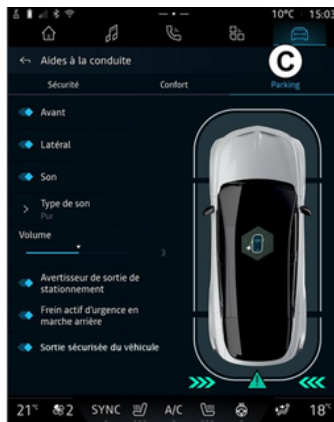 10°C 15:03
Aides à la conduite
C
Sécurité Confort Parking
Avant
Latéral
Son
Type de son
Pur
Volume
3
Avertisseur de sortie de
stationnement
Frein actif d'urgence en
marche arrière
Sortie sécurisée du véhicule
21°C 2 SYNC A/C 18°C